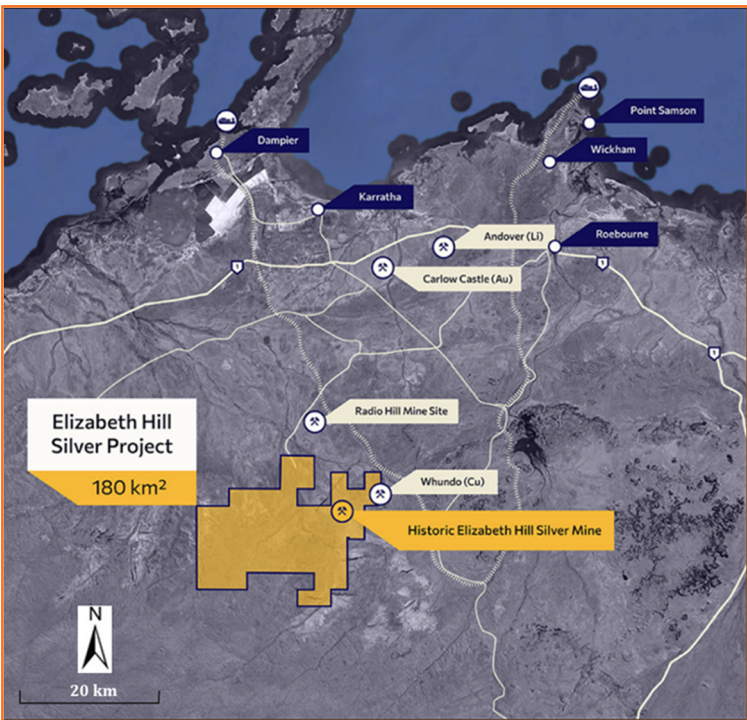 Point Samson
Dampier
Wickham
Karratha
Andover (Li)
Roebourne
1
1
Carlow Castle (Au)
1
Elizabeth Hill
Silver Project
180 km²
Radio Hill Mine Site
Whundo (Cu)
Historic Elizabeth Hill Silver Mine
N
20 km